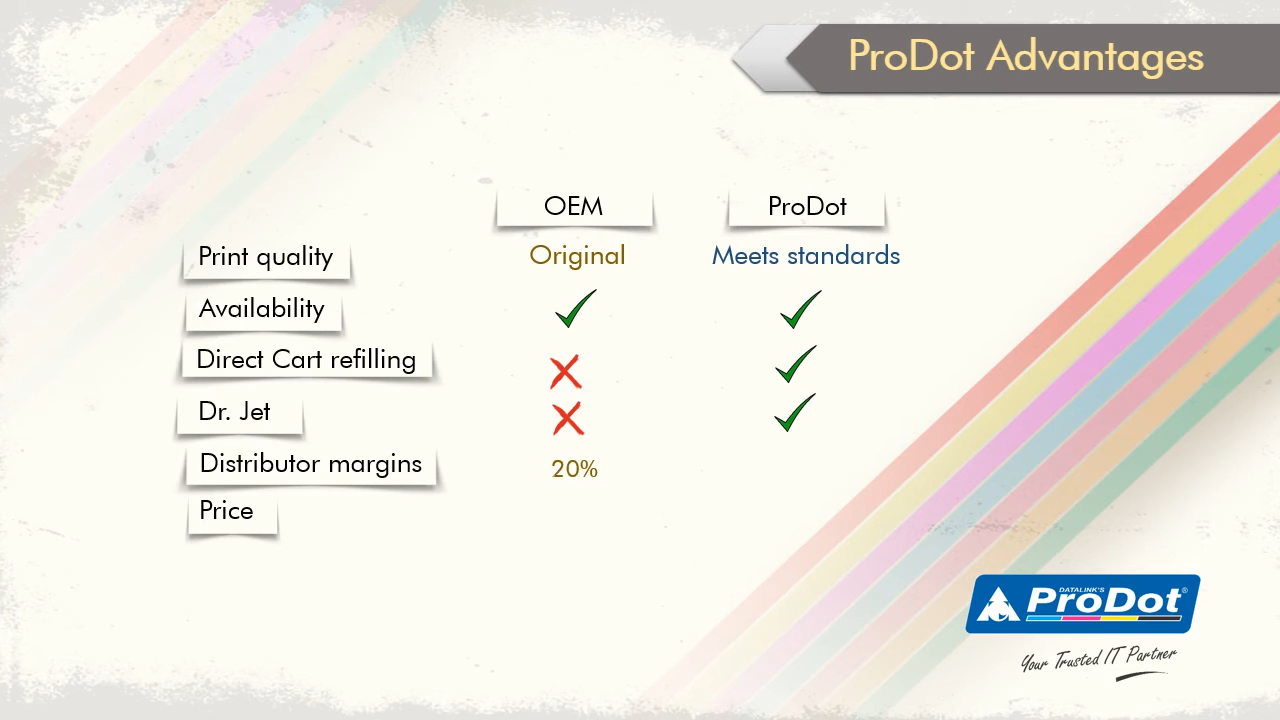 ProDot Advantages
OEM ProDot
Print quality Original Meets standards
Availability
Direct Cart refilling
Dr. Jet
Distributor margins 20%
Price
DATALINK'S
ProDot®
Your Trusted IT Partner